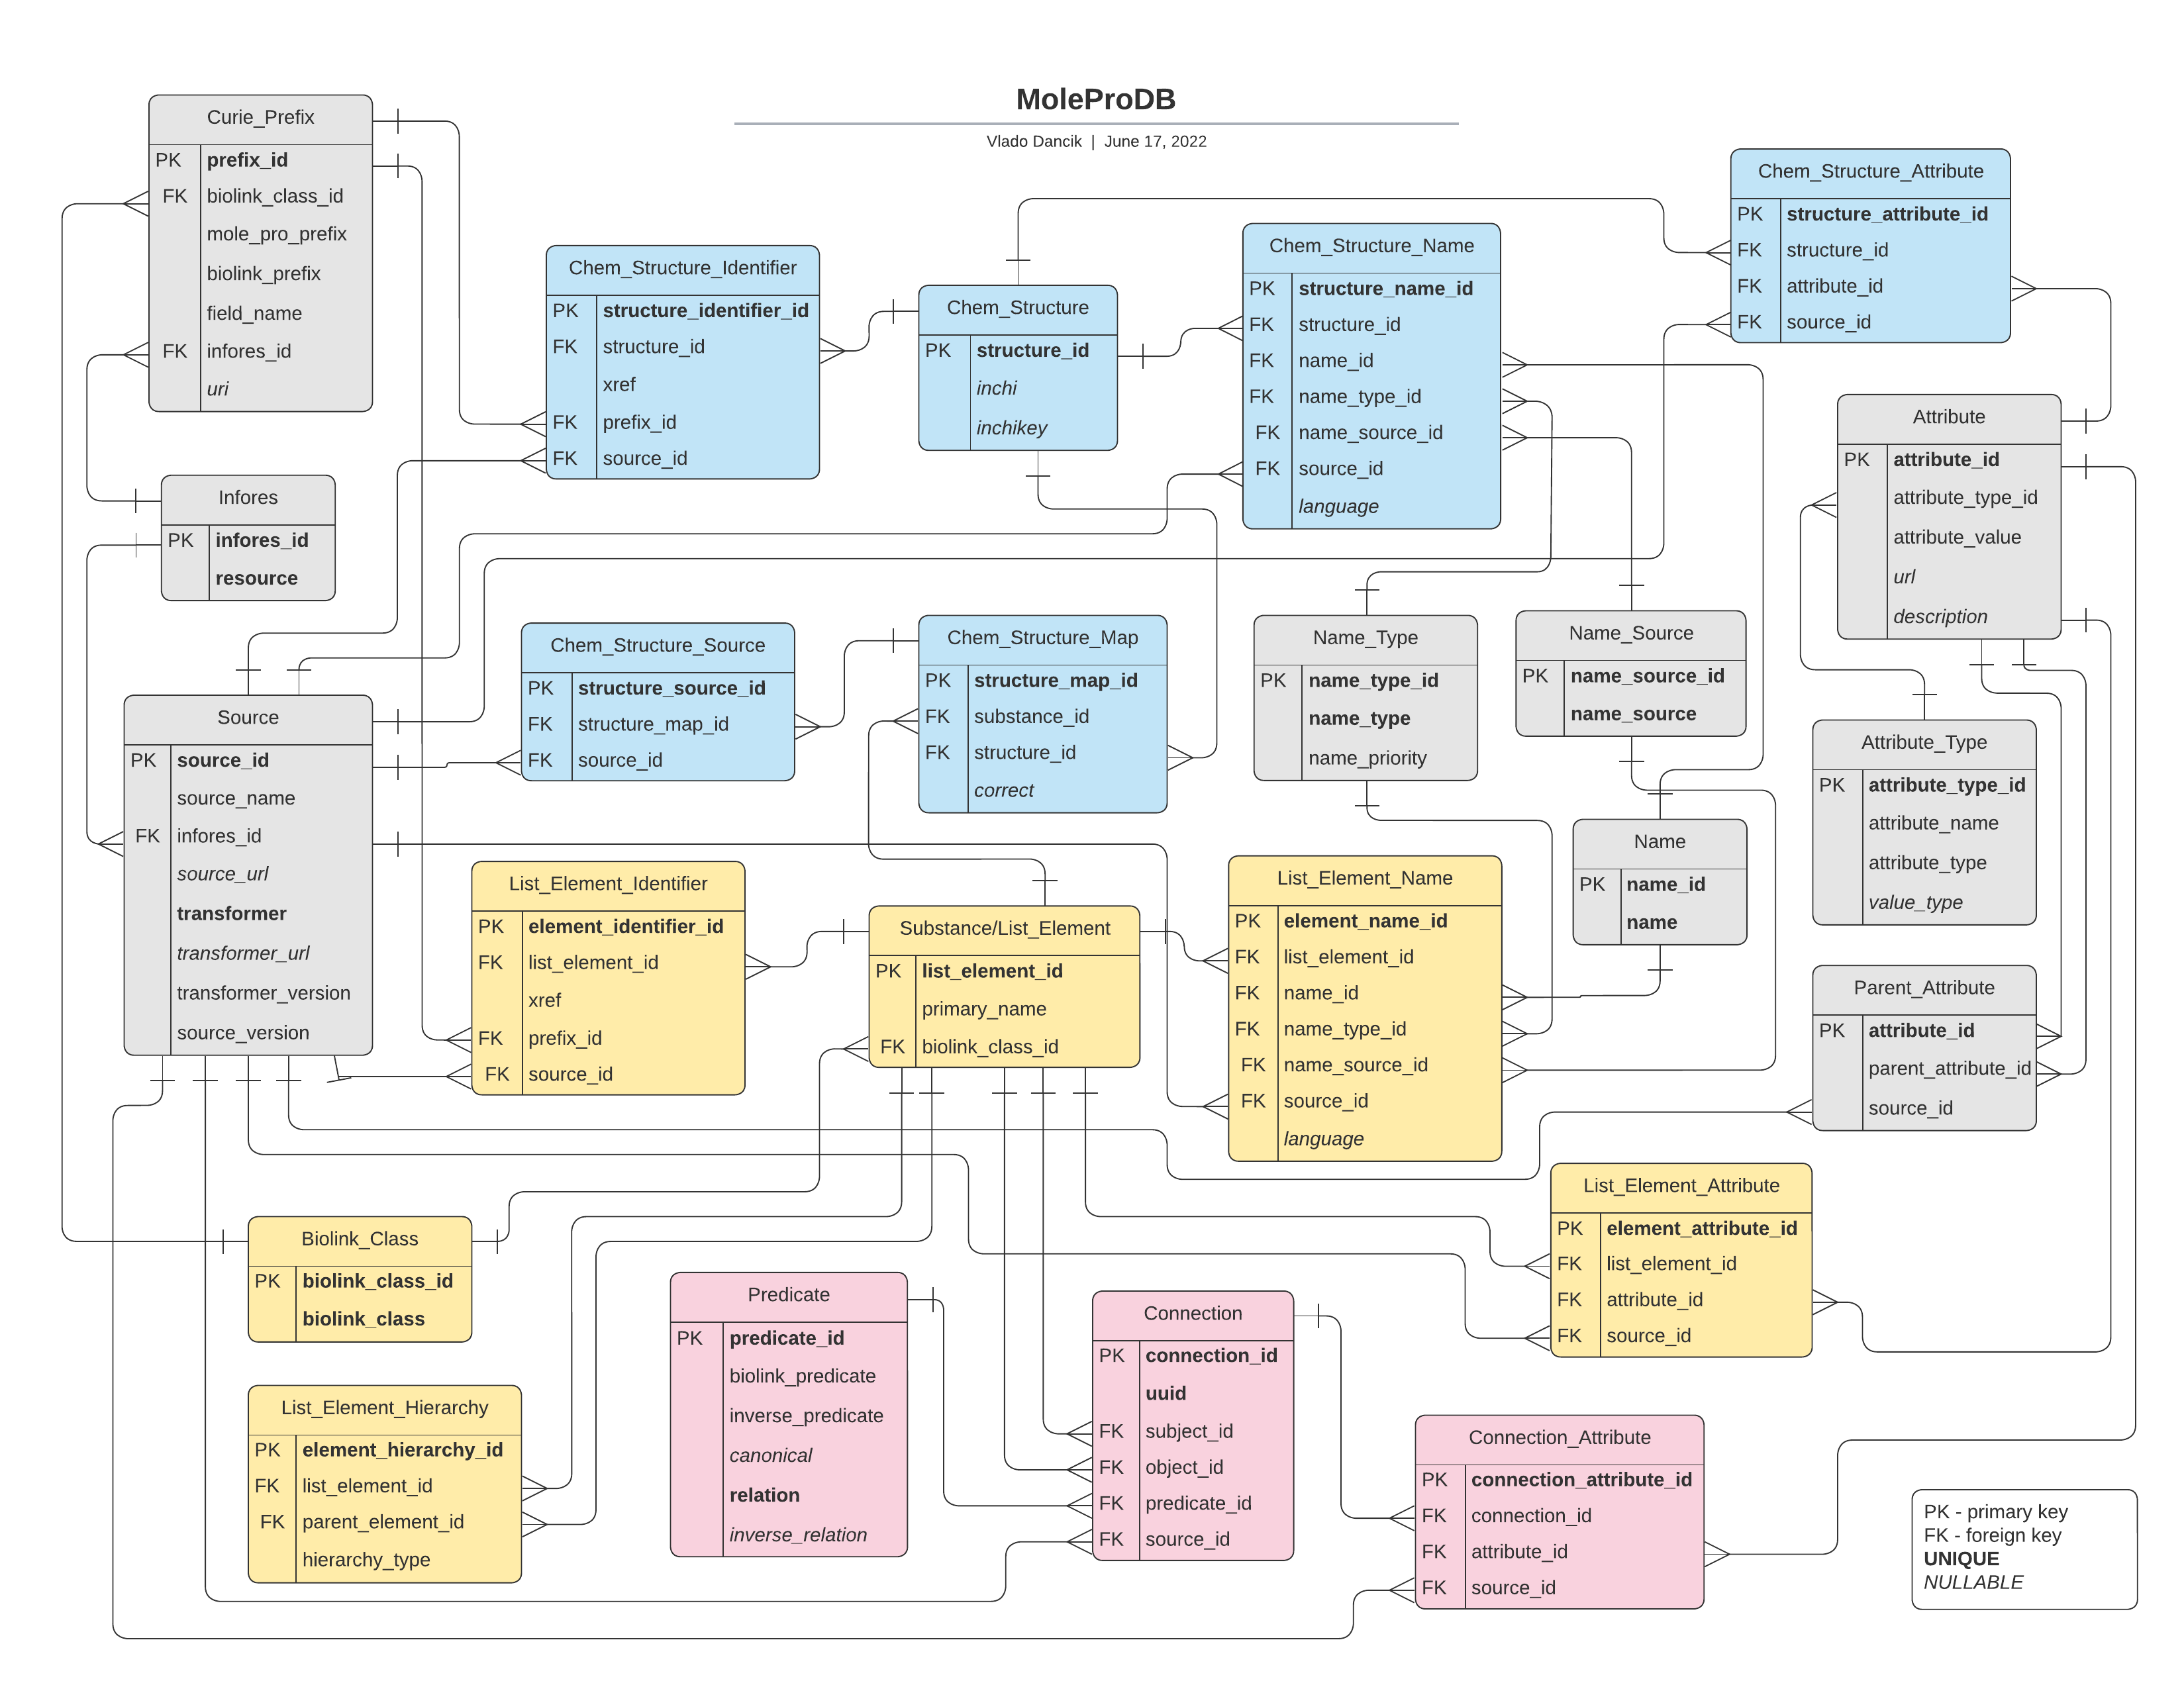 MoleProDB
Vlado Dancik | June 17, 2022
Curie_Prefix
PK prefix_id
FK biolink_class_id
mole_pro_prefix
biolink_prefix
field_name
FK infores_id
uri
Chem_Structure_Identifier
PK structure_identifier_id
FK structure_id
xref
FK prefix_id
FK source_id
Chem_Structure
PK structure_id
inchi
inchikey
Chem_Structure_Name
PK structure_name_id
FK structure_id
FK name_id
FK name_type_id
FK name_source_id
FK source_id
language
Chem_Structure_Attribute
PK structure_attribute_id
FK structure_id
FK attribute_id
FK source_id
Attribute
PK attribute_id
attribute_type_id
attribute_value
url
description
Infores
PK infores_id
resource
Source
PK source_id
source_name
FK infores_id
source_url
transformer
transformer_url
transformer_version
source_version
Chem_Structure_Source
PK structure_source_id
FK structure_map_id
FK source_id
Chem_Structure_Map
PK structure_map_id
FK substance_id
FK structure_id
correct
Name_Type
PK name_type_id
name_type
name_priority
Name_Source
PK name_source_id
name_source
Name
PK name_id
name
Attribute_Type
PK attribute_type_id
attribute_name
attribute_type
value_type
List_Element_Identifier
PK element_identifier_id
FK list_element_id
xref
FK prefix_id
FK source_id
Substance/List_Element
PK list_element_id
primary_name
FK biolink_class_id
List_Element_Name
PK element_name_id
FK list_element_id
FK name_id
FK name_type_id
FK name_source_id
FK source_id
language
Parent_Attribute
PK attribute_id
parent_attribute_id
source_id
List_Element_Attribute
PK element_attribute_id
FK list_element_id
FK attribute_id
FK source_id
Biolink_Class
PK biolink_class_id
biolink_class
List_Element_Hierarchy
PK element_hierarchy_id
FK list_element_id
FK parent_element_id
hierarchy_type
Predicate
PK predicate_id
biolink_predicate
inverse_predicate
canonical
relation
inverse_relation
Connection
PK connection_id
uuid
FK subject_id
FK object_id
FK predicate_id
FK source_id
Connection_Attribute
PK connection_attribute_id
FK connection_id
FK attribute_id
FK source_id
PK - primary key
FK - foreign key
UNIQUE
NULLABLE